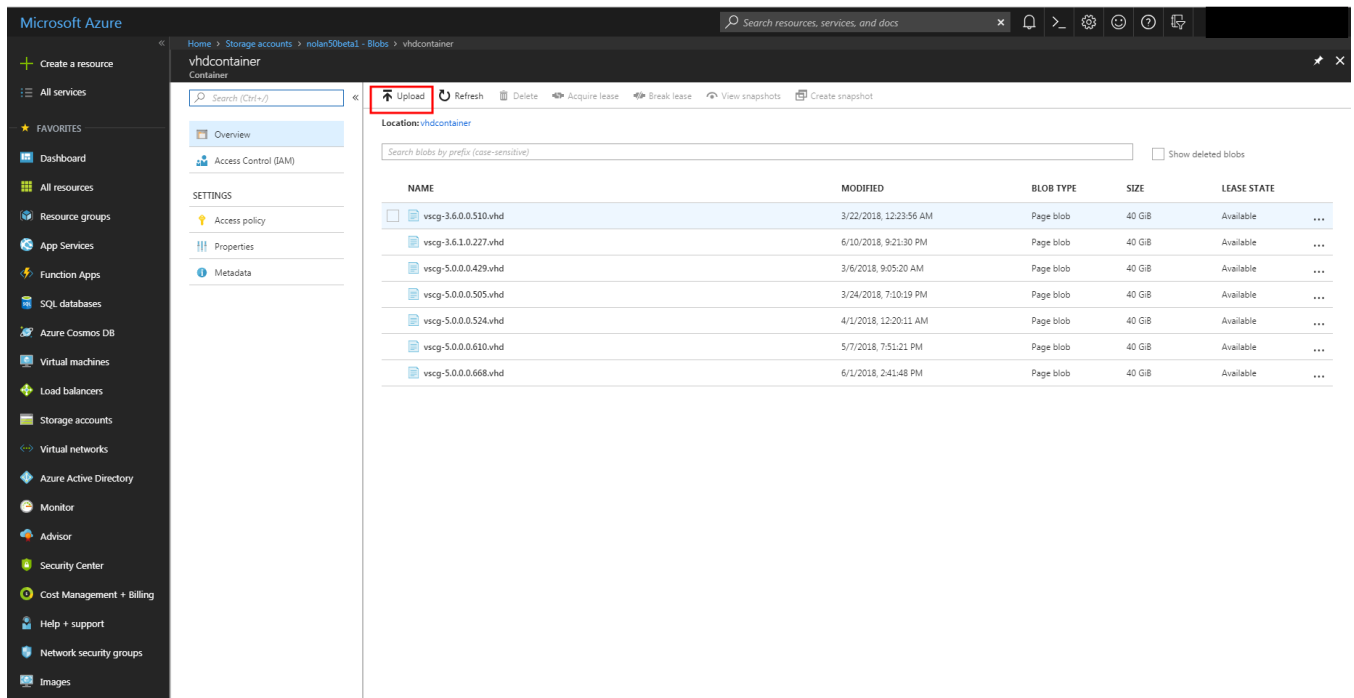 Microsoft Azure
Search resources, services, and docs
Home > Storage accounts > nolan50beta1 - Blobs > vhdcontainer
vhdcontainer
Container
Create a resource
All services
FAVORITES
Dashboard
All resources
Resource groups
App Services
Function Apps
SQL databases
Azure Cosmos DB
Virtual machines
Load balancers
Storage accounts
Virtual networks
Azure Active Directory
Monitor
Advisor
Security Center
Cost Management + Billing
Help + support
Network security groups
Images
Search (Ctrl+/)
Overview
Access Control (IAM)
SETTINGS
Access policy
Properties
Metadata
Upload Refresh Delete Acquire lease Break lease View snapshots Create snapshot
Location: vhdcontainer
Search blobs by prefix (case-sensitive) Show deleted blobs
NAME MODIFIED BLOB TYPE SIZE LEASE STATE
vscg-3.6.0.0.510.vhd 3/22/2018, 12:23:56 AM Page blob 40 GiB Available ...
vscg-3.6.1.0.227.vhd 6/10/2018, 9:21:30 PM Page blob 40 GiB Available ...
vscg-5.0.0.0.429.vhd 3/6/2018, 9:05:20 AM Page blob 40 GiB Available ...
vscg-5.0.0.0.505.vhd 3/24/2018, 7:10:19 PM Page blob 40 GiB Available ...
vscg-5.0.0.0.524.vhd 4/1/2018, 12:20:11 AM Page blob 40 GiB Available ...
vscg-5.0.0.0.610.vhd 5/7/2018, 7:51:21 PM Page blob 40 GiB Available ...
vscg-5.0.0.0.668.vhd 6/1/2018, 2:41:48 PM Page blob 40 GiB Available ...